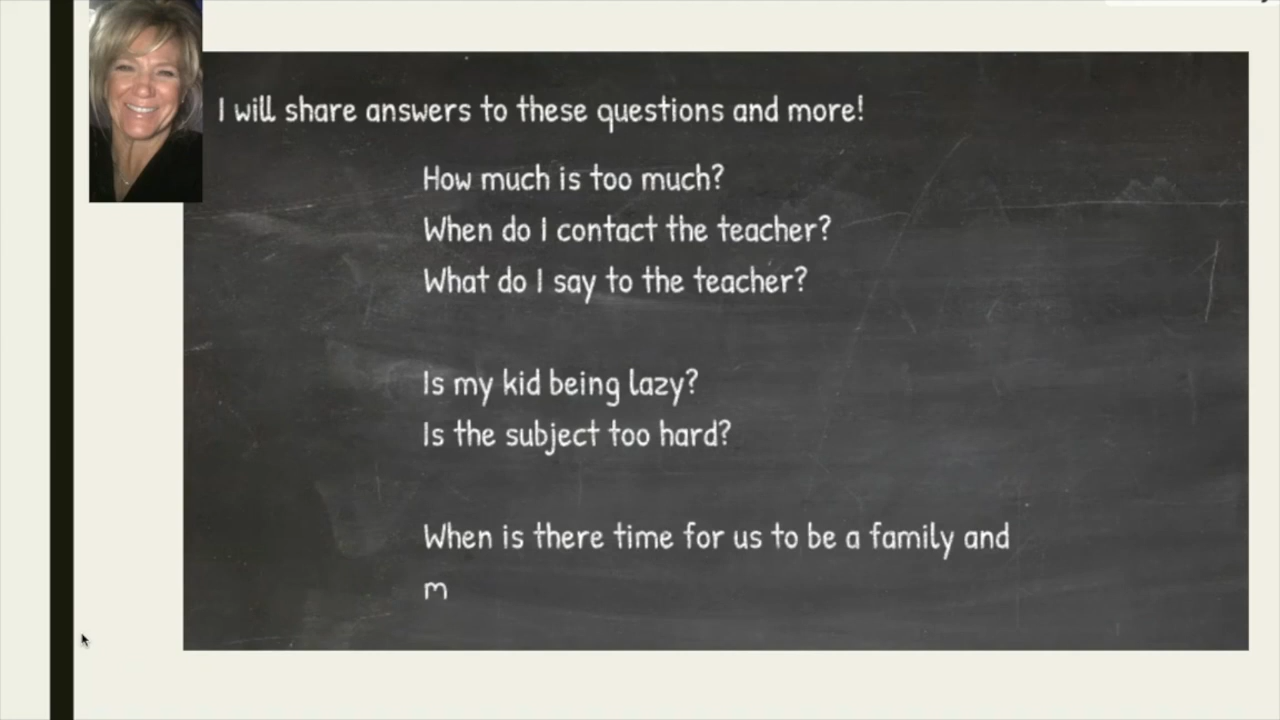 I will share answers to these questions and more!
How much is too much?
When do I contact the teacher?
What do I say to the teacher?
Is my kid being lazy?
Is the subject too hard?
When is there time for us to be a family and
m